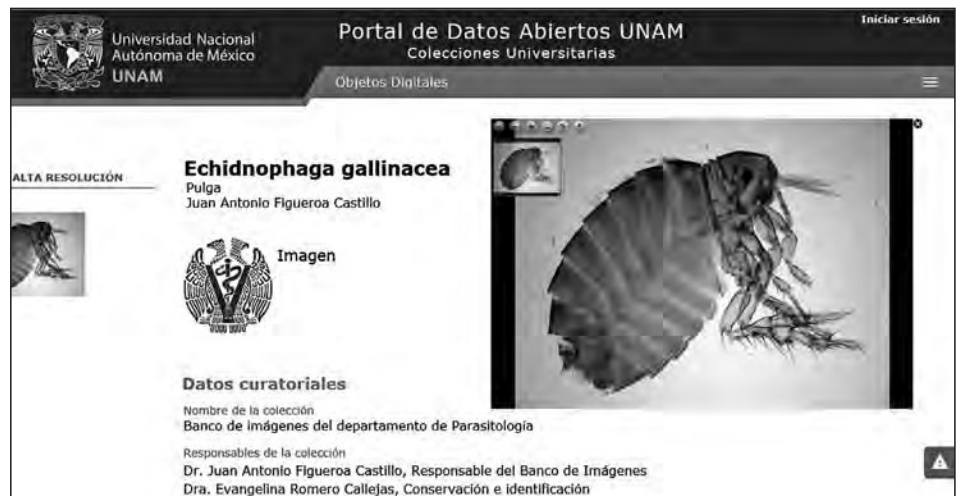 Universidad Nacional
Autónoma de México
UNAM
Portal de Datos Abiertos UNAM
Colecciones Universitarias
Iniciar sesión
Objetos Digitales
ALTA RESOLUCIÓN
Echidnophaga gallinacea
Pulga
Juan Antonio Figueroa Castillo
Imagen
Datos curatoriales
Nombre de la colección
Banco de imágenes del departamento de Parasitología
Responsables de la colección
Dr. Juan Antonio Figueroa Castillo, Responsable del Banco de Imágenes
Dra. Evangelina Romero Callejas, Conservación e identificación